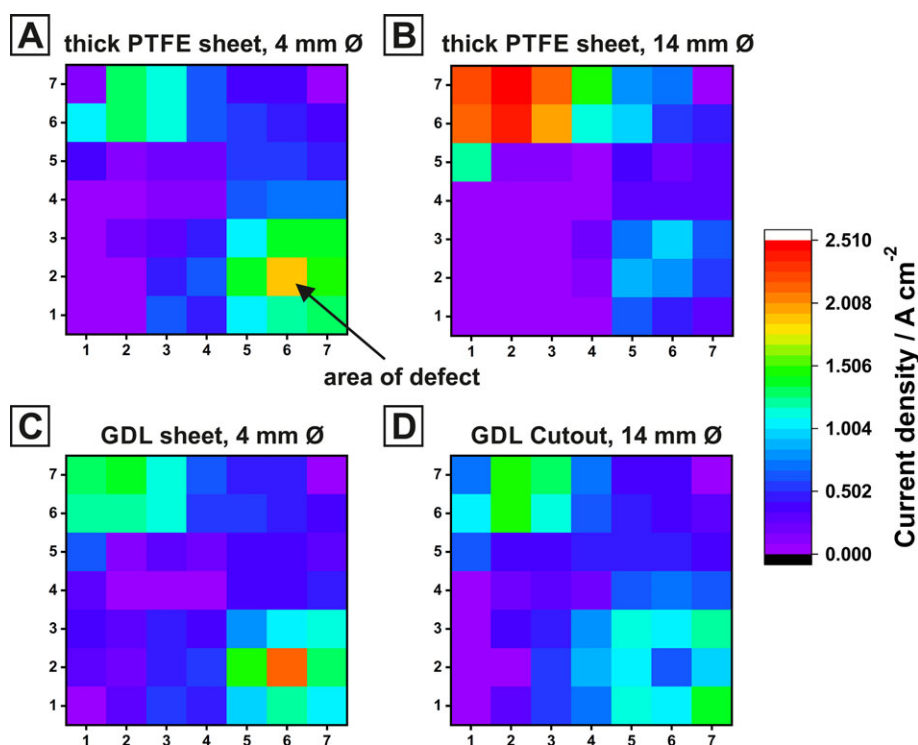 A
thick PTFE sheet, 4 mm Ø
7
6
5
4
3
2
1
1 2 3 4 5 6 7
area of defect
B
thick PTFE sheet, 14 mm Ø
7
6
5
4
3
2
1
1 2 3 4 5 6 7
C
GDL sheet, 4 mm Ø
7
6
5
4
3
2
1
1 2 3 4 5 6 7
D
GDL Cutout, 14 mm Ø
7
6
5
4
3
2
1
1 2 3 4 5 6 7
2.510
2.008
1.506
1.004
0.502
0.000
Current density / A cm⁻²